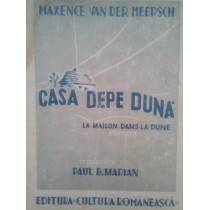 MAXENCE VAN DER MEERSCH
CASA DEPE DUNĂ
LA MAISON DANS LA DUNE
PAUL B. MARIAN
EDITURA-CULTURA ROMÂNEASCĂ